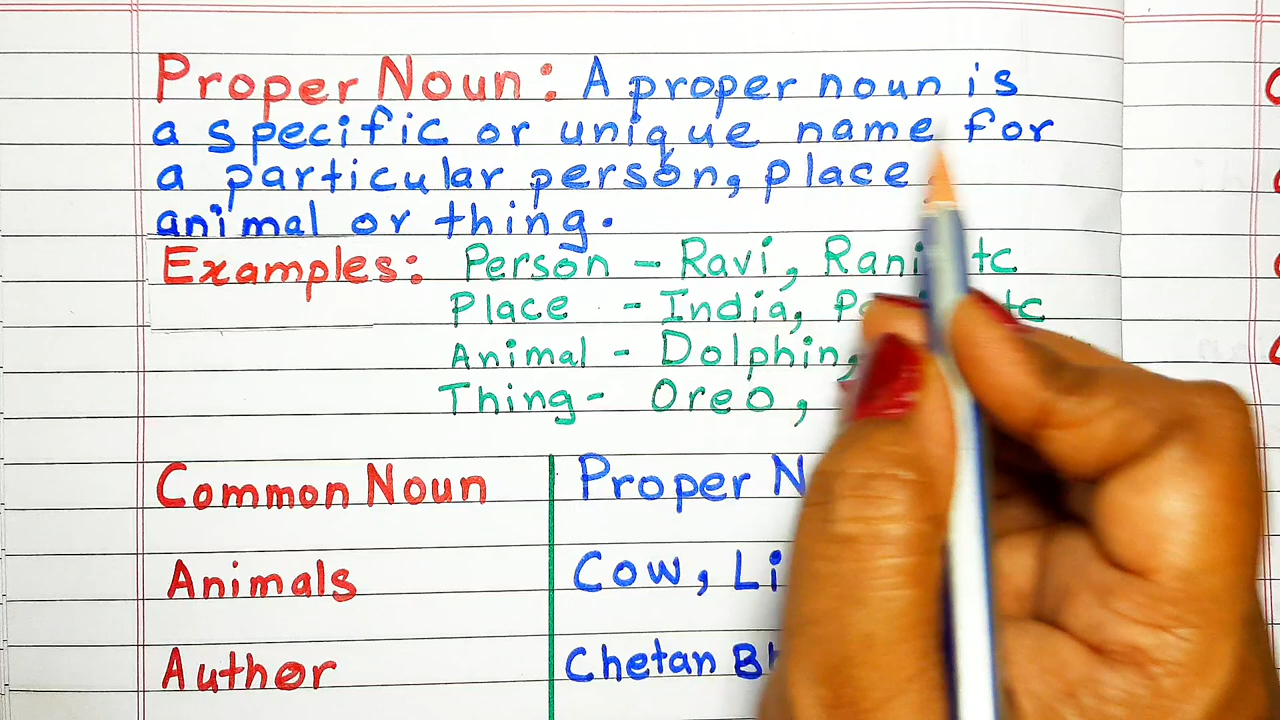 Proper Noun: A proper noun is
a specific or unique name for
a particular person, place
animal or thing.
Examples: Person - Ravi, Rani etc
Place - India,
Animal - Dolphin,
Thing - Oreo,
Common Noun Proper
Animals Cow,
Author Chetan